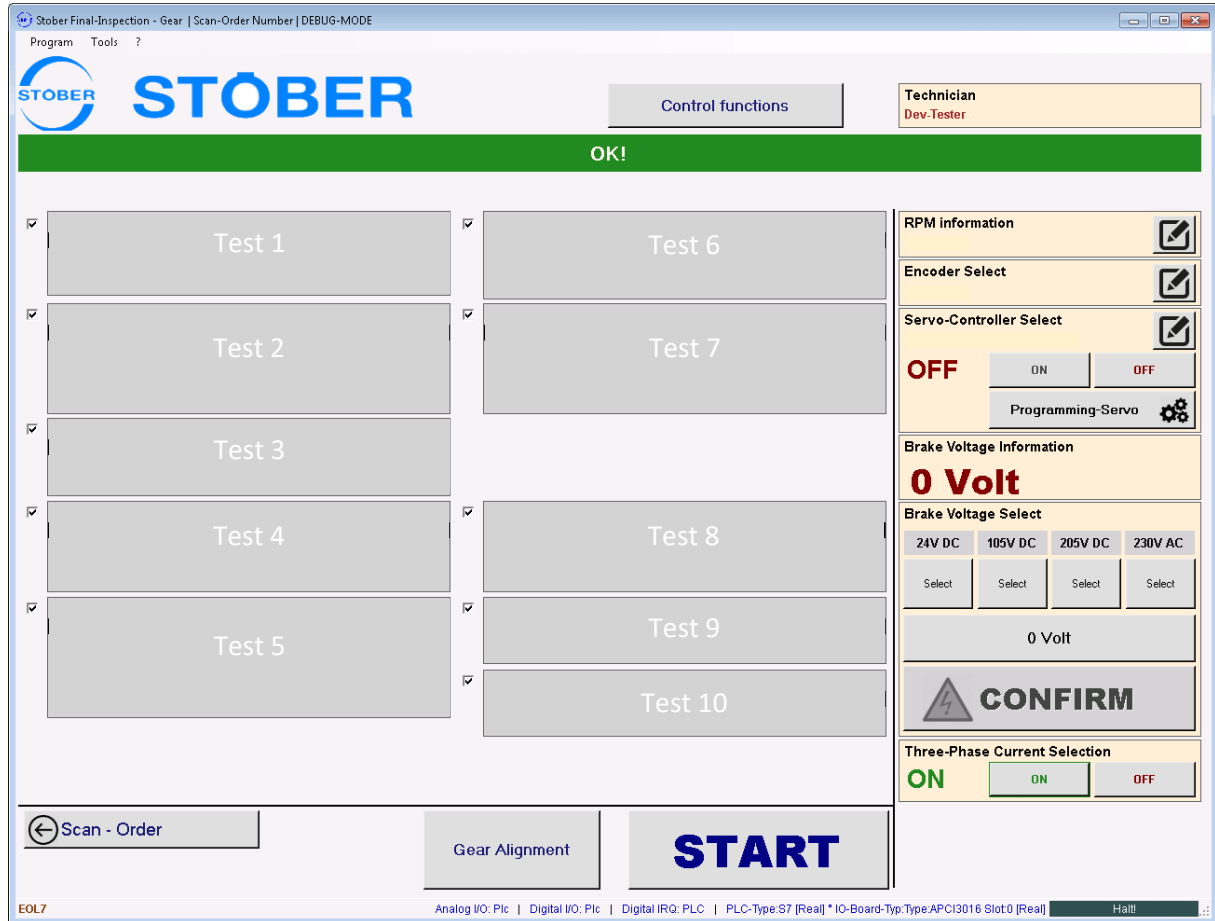 Stober Final-Inspection - Gear | Scan-Order Number | DEBUG-MODE
Program Tools ?
STOBER
STÖBER
Control functions
Technician
Dev-Tester
OK!
Test 1
Test 6
RPM information
Encoder Select
Test 2
Test 7
Servo-Controller Select
OFF
ON
OFF
Programming-Servo
Test 3
Brake Voltage Information
0 Volt
Test 4
Test 8
Brake Voltage Select
24V DC 105V DC 205V DC 230V AC
Select Select Select Select
Test 5
Test 9
0 Volt
Test 10
CONFIRM
Three-Phase Current Selection
ON
ON
OFF
Scan - Order
Gear Alignment
START
EOL7
Analog I/O: Plc | Digital I/O: Plc | Digital IRQ: PLC | PLC-Type:S7 [Real] * IO-Board-Typ:Type:APCI3016 Slot:0 [Real]
Halt!